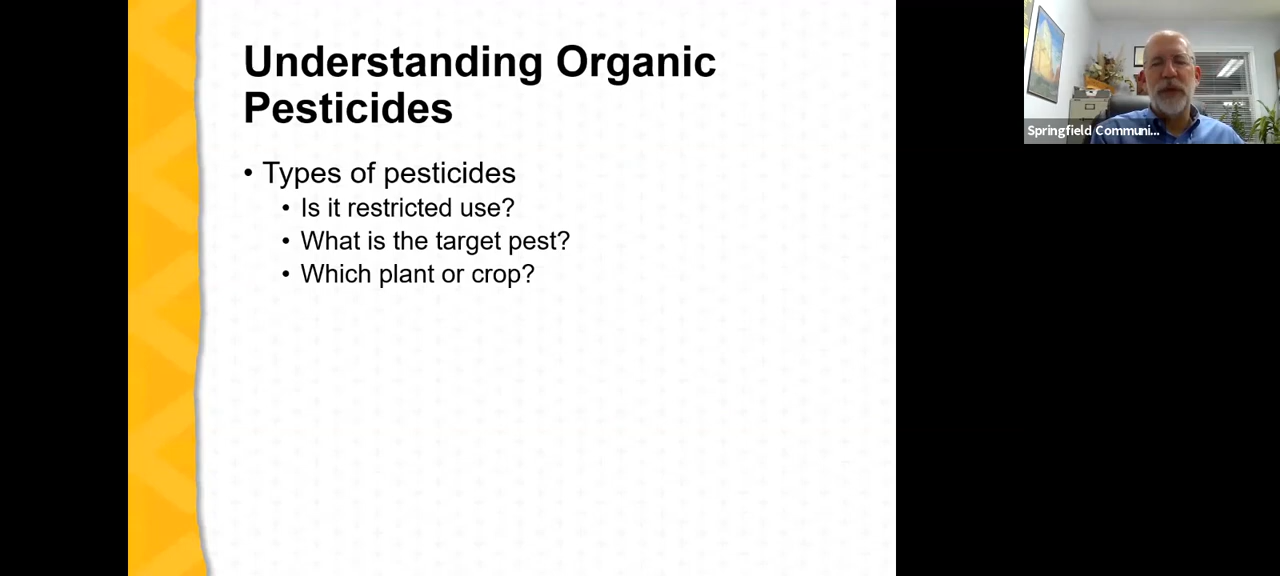 Understanding Organic
Pesticides
• Types of pesticides
• Is it restricted use?
• What is the target pest?
• Which plant or crop?
Springfield Communi...